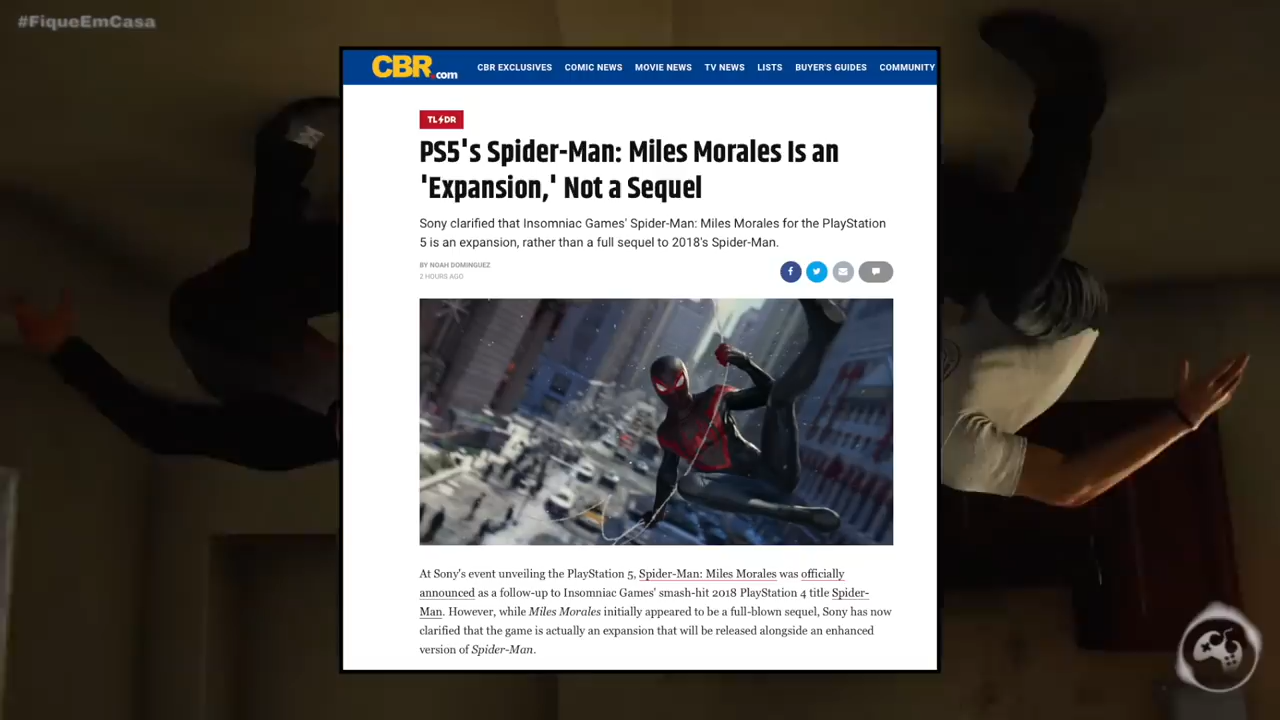 #FiqueEmCasa
CBR.com
CBR EXCLUSIVES COMIC NEWS MOVIE NEWS TV NEWS LISTS BUYER'S GUIDES COMMUNITY
TL DR
PS5's Spider-Man: Miles Morales Is an
'Expansion,' Not a Sequel
Sony clarified that Insomniac Games' Spider-Man: Miles Morales for the PlayStation
5 is an expansion, rather than a full sequel to 2018's Spider-Man.
BY NOAH DOMINGUEZ
2 HOURS AGO
At Sony's event unveiling the PlayStation 5, Spider-Man: Miles Morales was officially
announced as a follow-up to Insomniac Games' smash-hit 2018 PlayStation 4 title Spider-
Man. However, while Miles Morales initially appeared to be a full-blown sequel, Sony has now
clarified that the game is actually an expansion that will be released alongside an enhanced
version of Spider-Man.